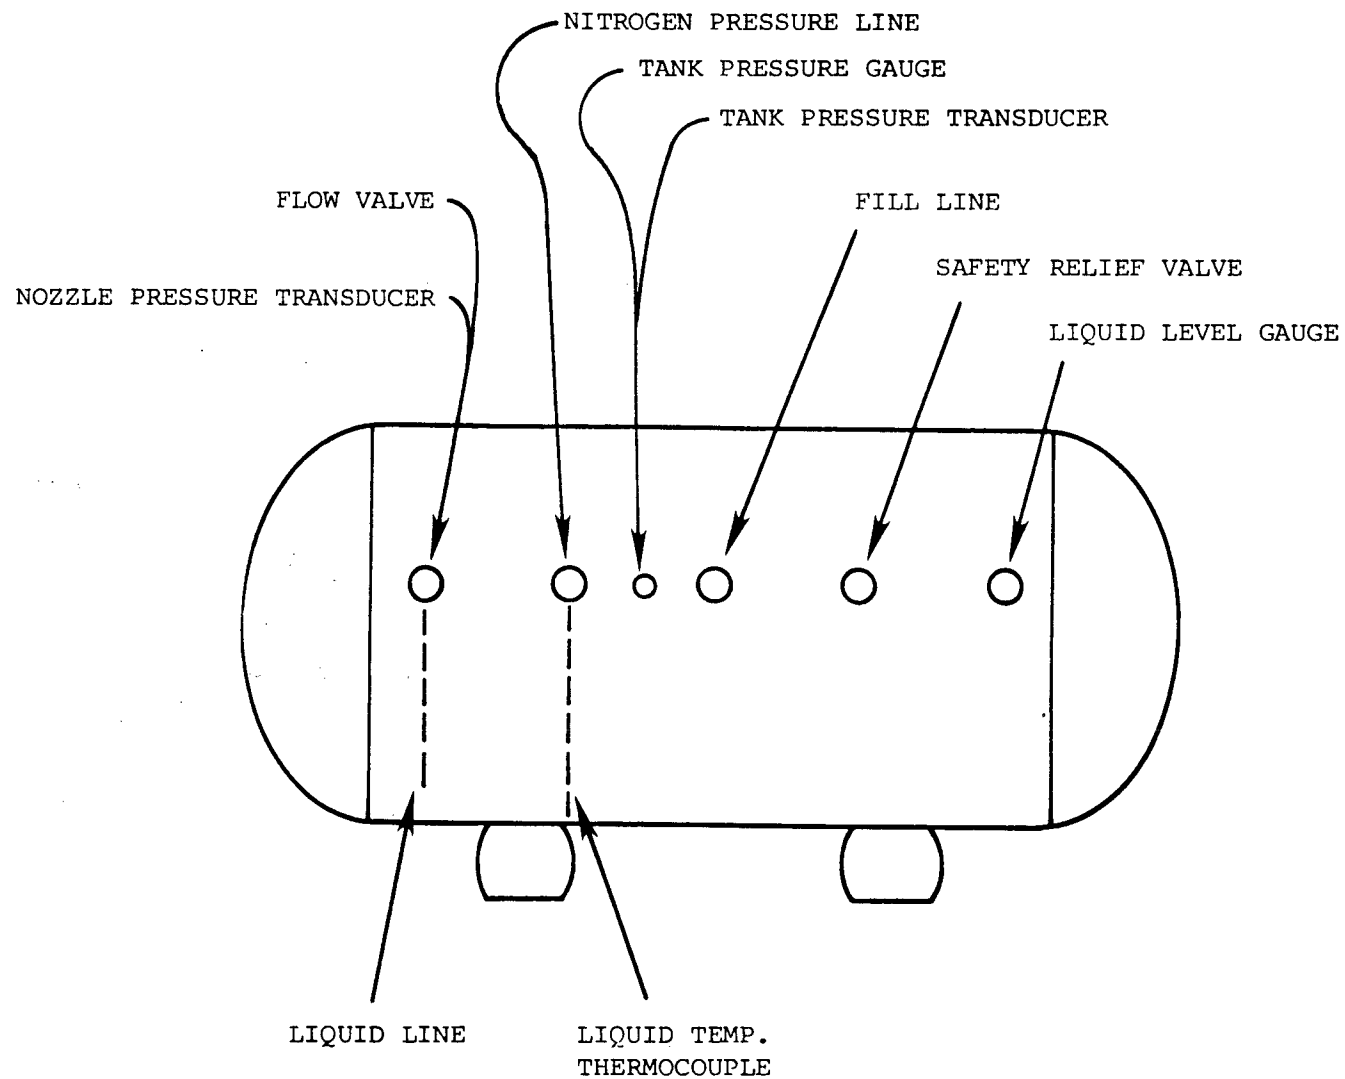 NITROGEN PRESSURE LINE
TANK PRESSURE GAUGE
TANK PRESSURE TRANSDUCER
FLOW VALVE
FILL LINE
SAFETY RELIEF VALVE
NOZZLE PRESSURE TRANSDUCER
LIQUID LEVEL GAUGE
LIQUID LINE
LIQUID TEMP.
THERMOCOUPLE